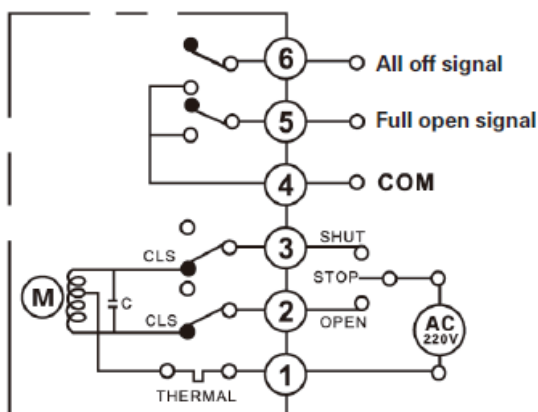 6 All off signal
5 Full open signal
4 COM
3 SHUT
CLS
STOP
M C
2 OPEN
CLS
AC
220V
1
THERMAL